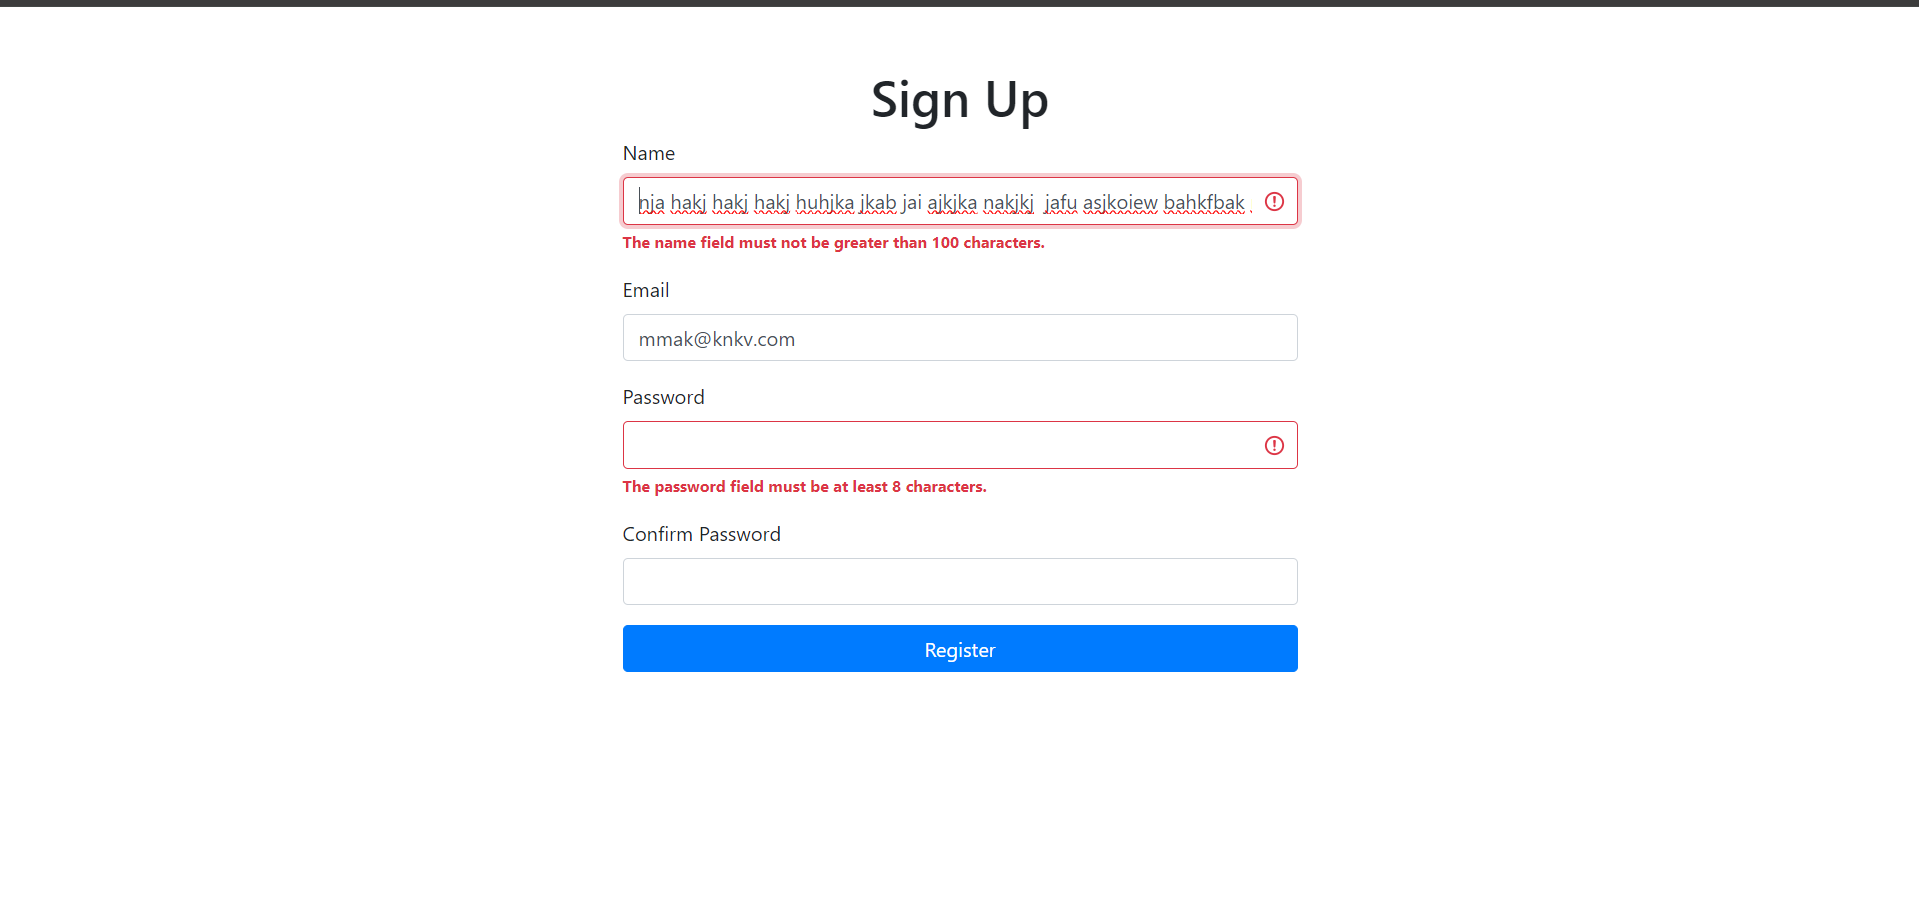 Sign Up
Name
nja hakj hakj hakj huhjka jkab jai ajkjka nakjkj  jafu asjkoiew bahkfbak
The name field must not be greater than 100 characters.
Email
mmak@knkv.com
Password
The password field must be at least 8 characters.
Confirm Password
Register